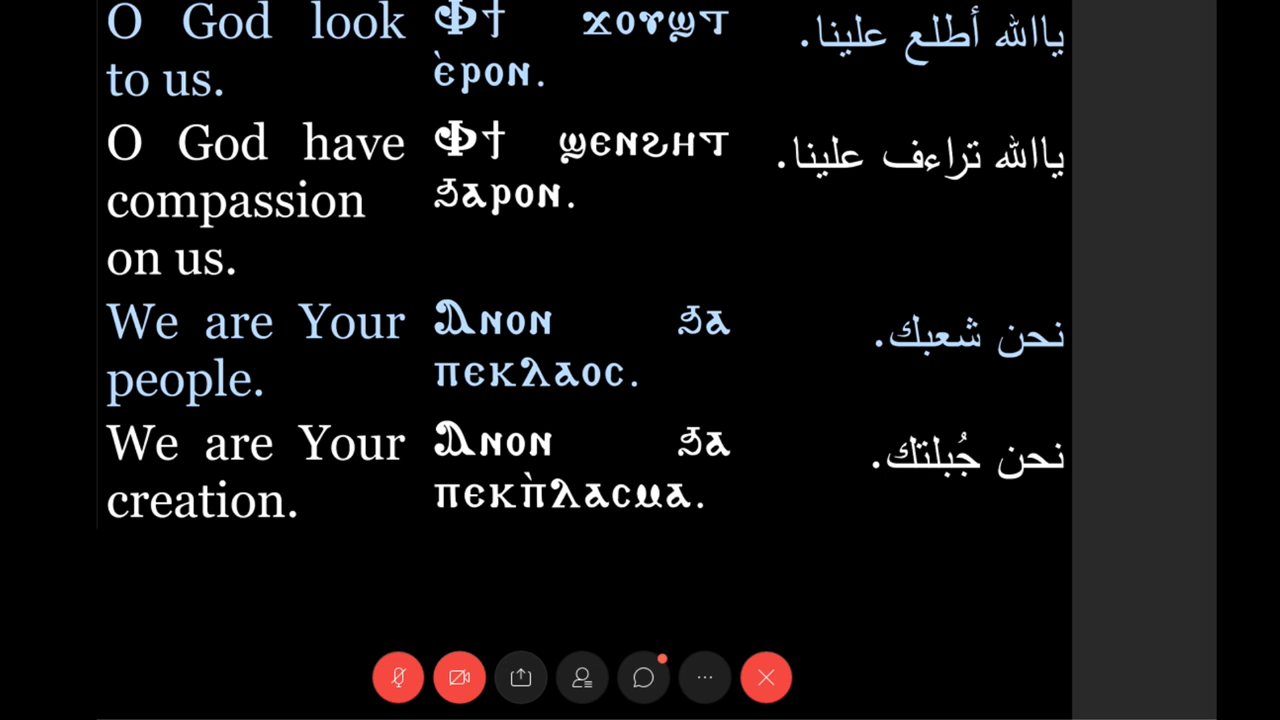 O God look
to us.
Ⲫϯ ϫⲟⲩϣⲧ
ⲉ̀ⲣⲟⲛ.
ياالله أطلع علينا.
O God have
compassion
on us.
Ⲫϯ ϣⲉⲛϩⲏⲧ
ϧⲁⲣⲟⲛ.
ياالله تراءف علينا.
We are Your
people.
Ⲁⲛⲟⲛ ϧⲁ
ⲡⲉⲕⲗⲁⲟⲥ.
نحن شعبك.
We are Your
creation.
Ⲁⲛⲟⲛ ϧⲁ
ⲡⲉⲕⲡ̀ⲗⲁⲥⲙⲁ.
نحن جُبلتك.